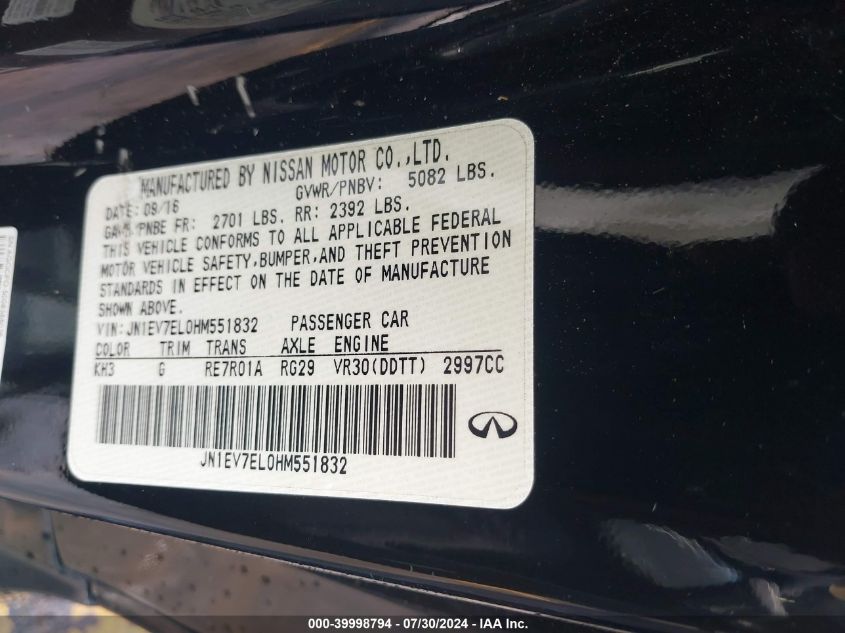 MANUFACTURED BY NISSAN MOTOR CO.,LTD.
DATE: 09/16 GVWR/PNBV: 5082 LBS.
GAWR/PNBE FR: 2701 LBS. RR: 2392 LBS.
THIS VEHICLE CONFORMS TO ALL APPLICABLE FEDERAL
MOTOR VEHICLE SAFETY,BUMPER,AND THEFT PREVENTION
STANDARDS IN EFFECT ON THE DATE OF MANUFACTURE
SHOWN ABOVE.
VIN: JN1EV7EL0HM551832 PASSENGER CAR
COLOR TRIM TRANS AXLE ENGINE
KH3 G RE7R01A RG29 VR30(DDTT) 2997CC
JN1EV7EL0HM551832
000-39998794 / 07/30/2024 - IAA Inc.